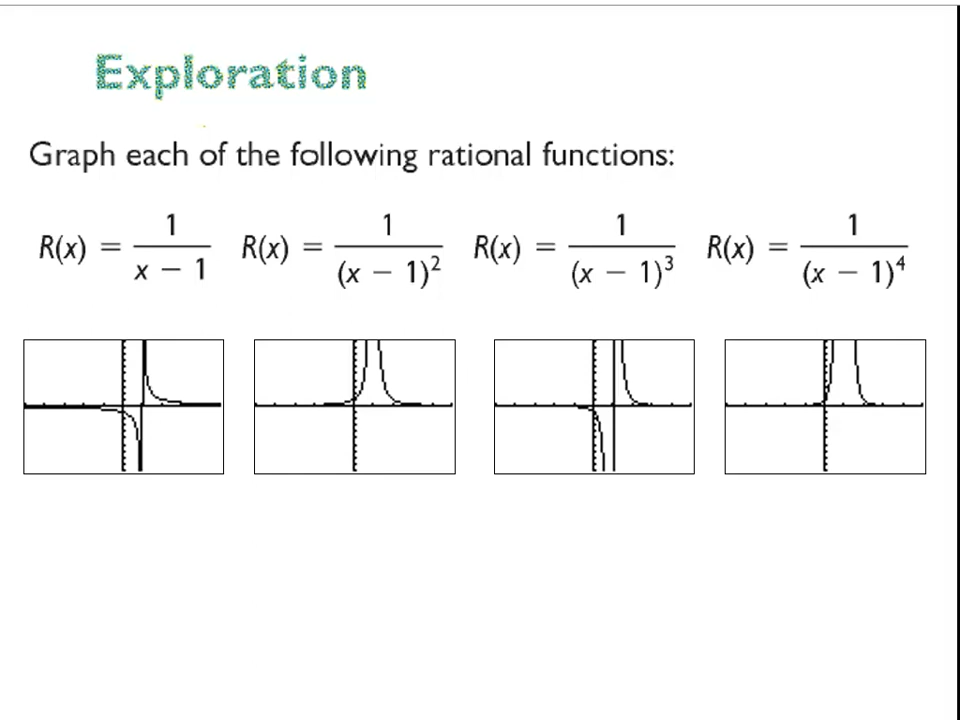 Exploration
Graph each of the following rational functions:
R(x) = 1/(x − 1) R(x) = 1/(x − 1)² R(x) = 1/(x − 1)³ R(x) = 1/(x − 1)⁴